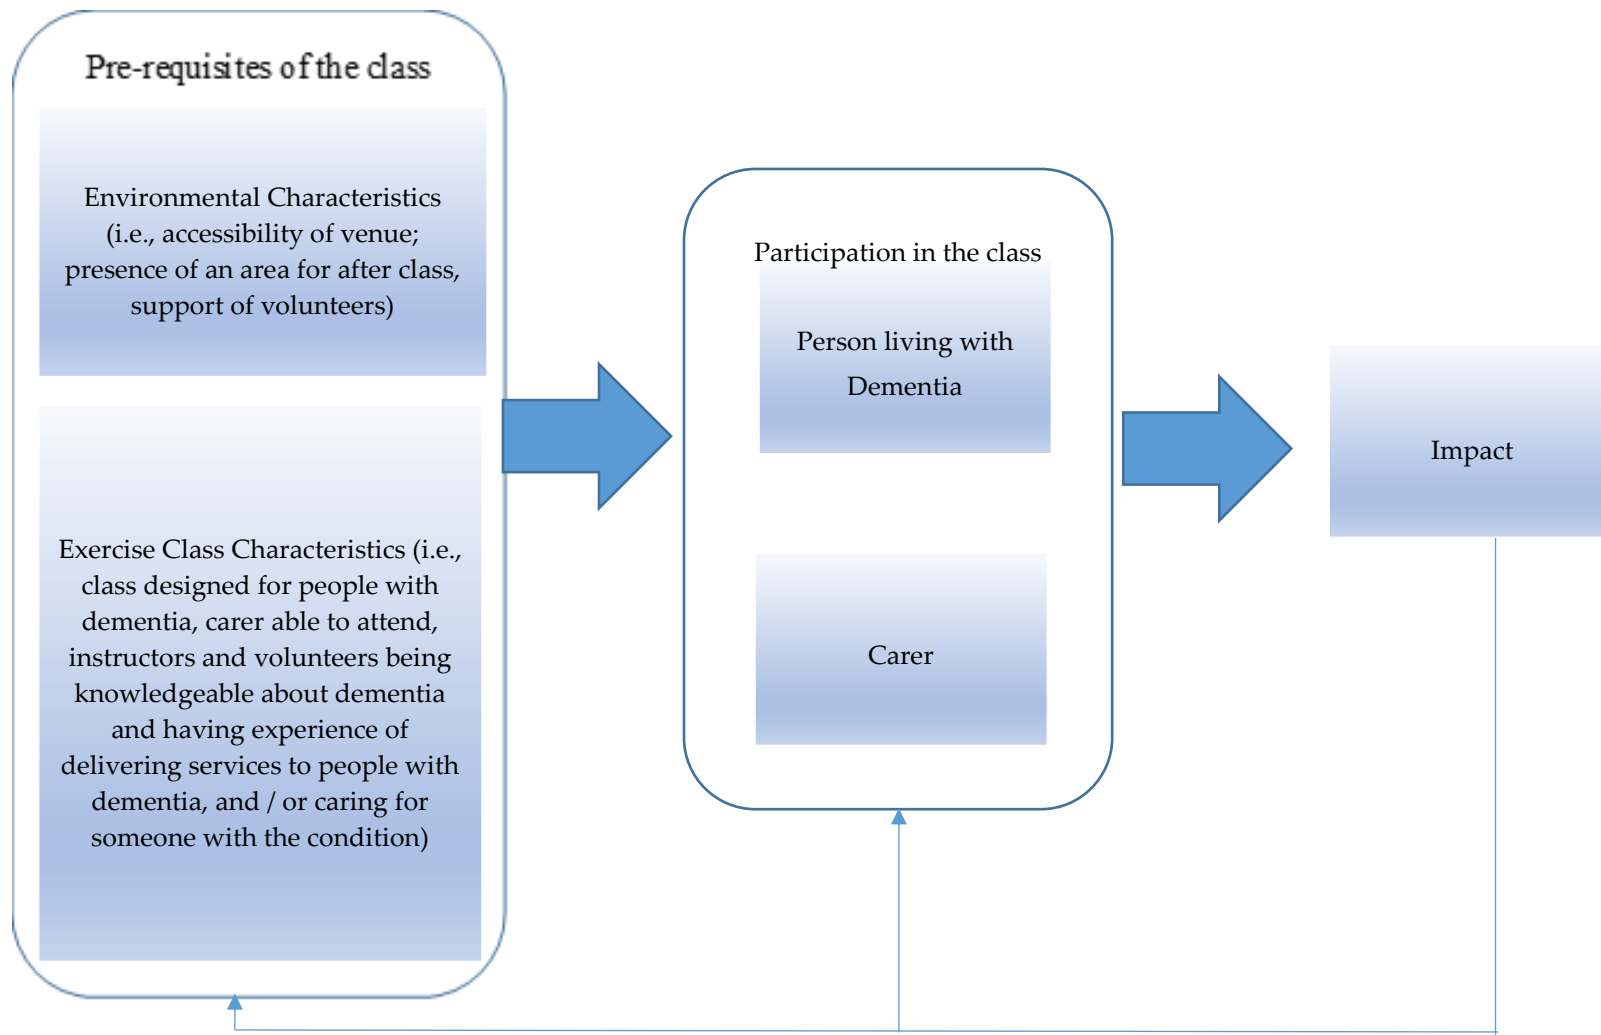 Pre-requisites of the class
Environmental Characteristics
(i.e., accessibility of venue;
presence of an area for after class,
support of volunteers)
Exercise Class Characteristics (i.e.,
class designed for people with
dementia, carer able to attend,
instructors and volunteers being
knowledgeable about dementia
and having experience of
delivering services to people with
dementia, and / or caring for
someone with the condition)
Participation in the class
Person living with
Dementia
Carer
Impact